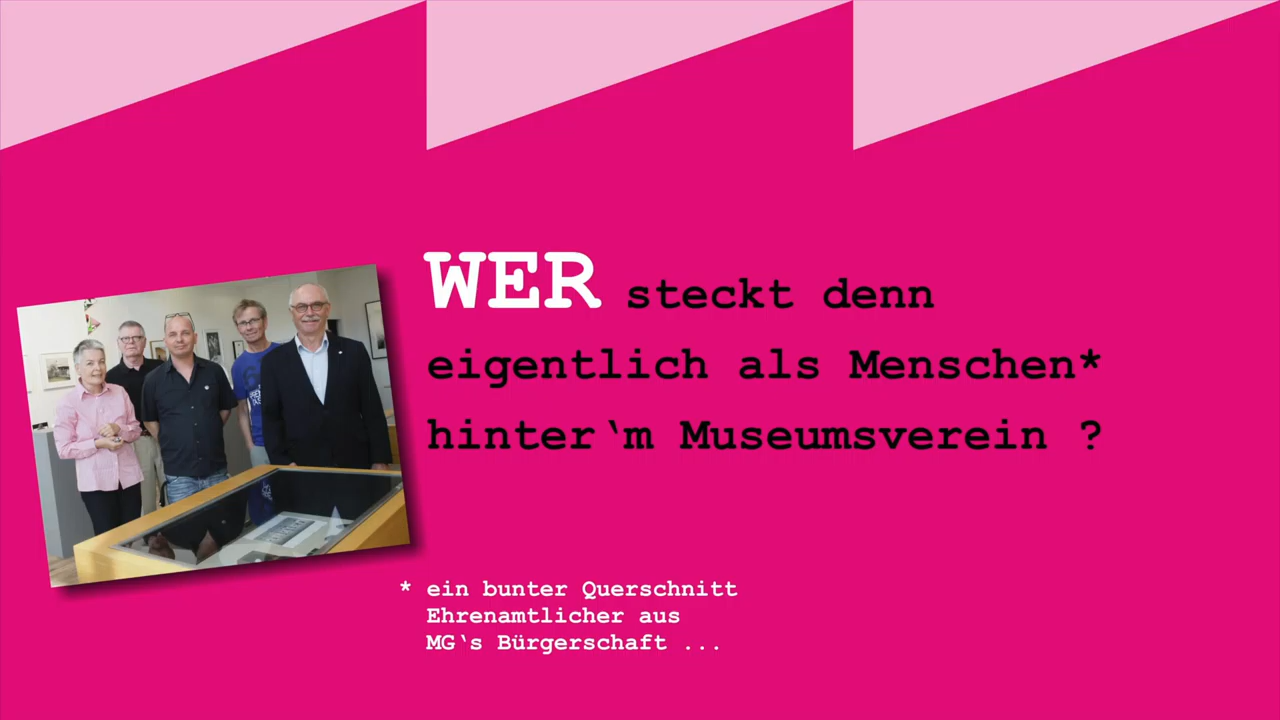 WER steckt denn
eigentlich als Menschen*
hinter‘m Museumsverein ?
* ein bunter Querschnitt
Ehrenamtlicher aus
MG‘s Bürgerschaft ...